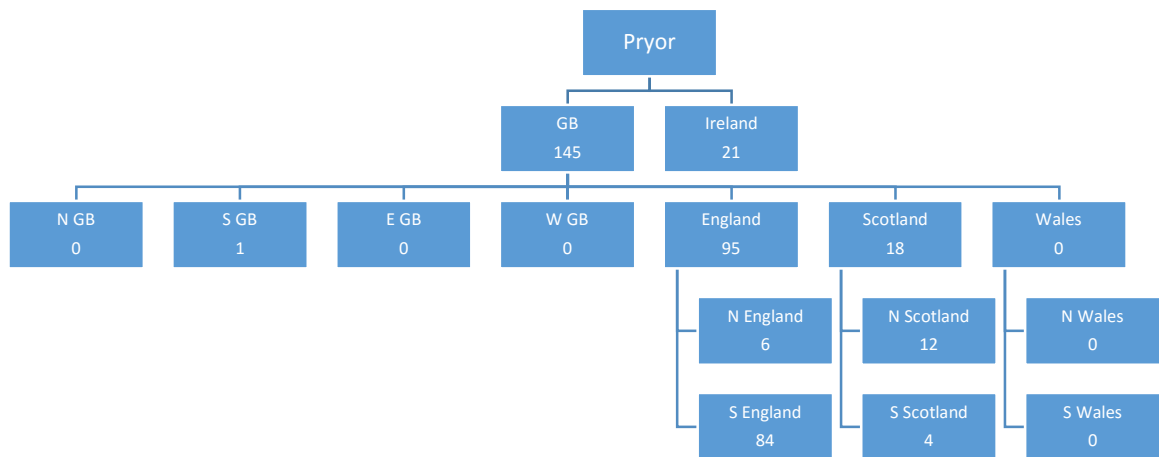 Pryor
GB
145
Ireland
21
N GB
0
S GB
1
E GB
0
W GB
0
England
95
Scotland
18
Wales
0
N England
6
N Scotland
12
N Wales
0
S England
84
S Scotland
4
S Wales
0